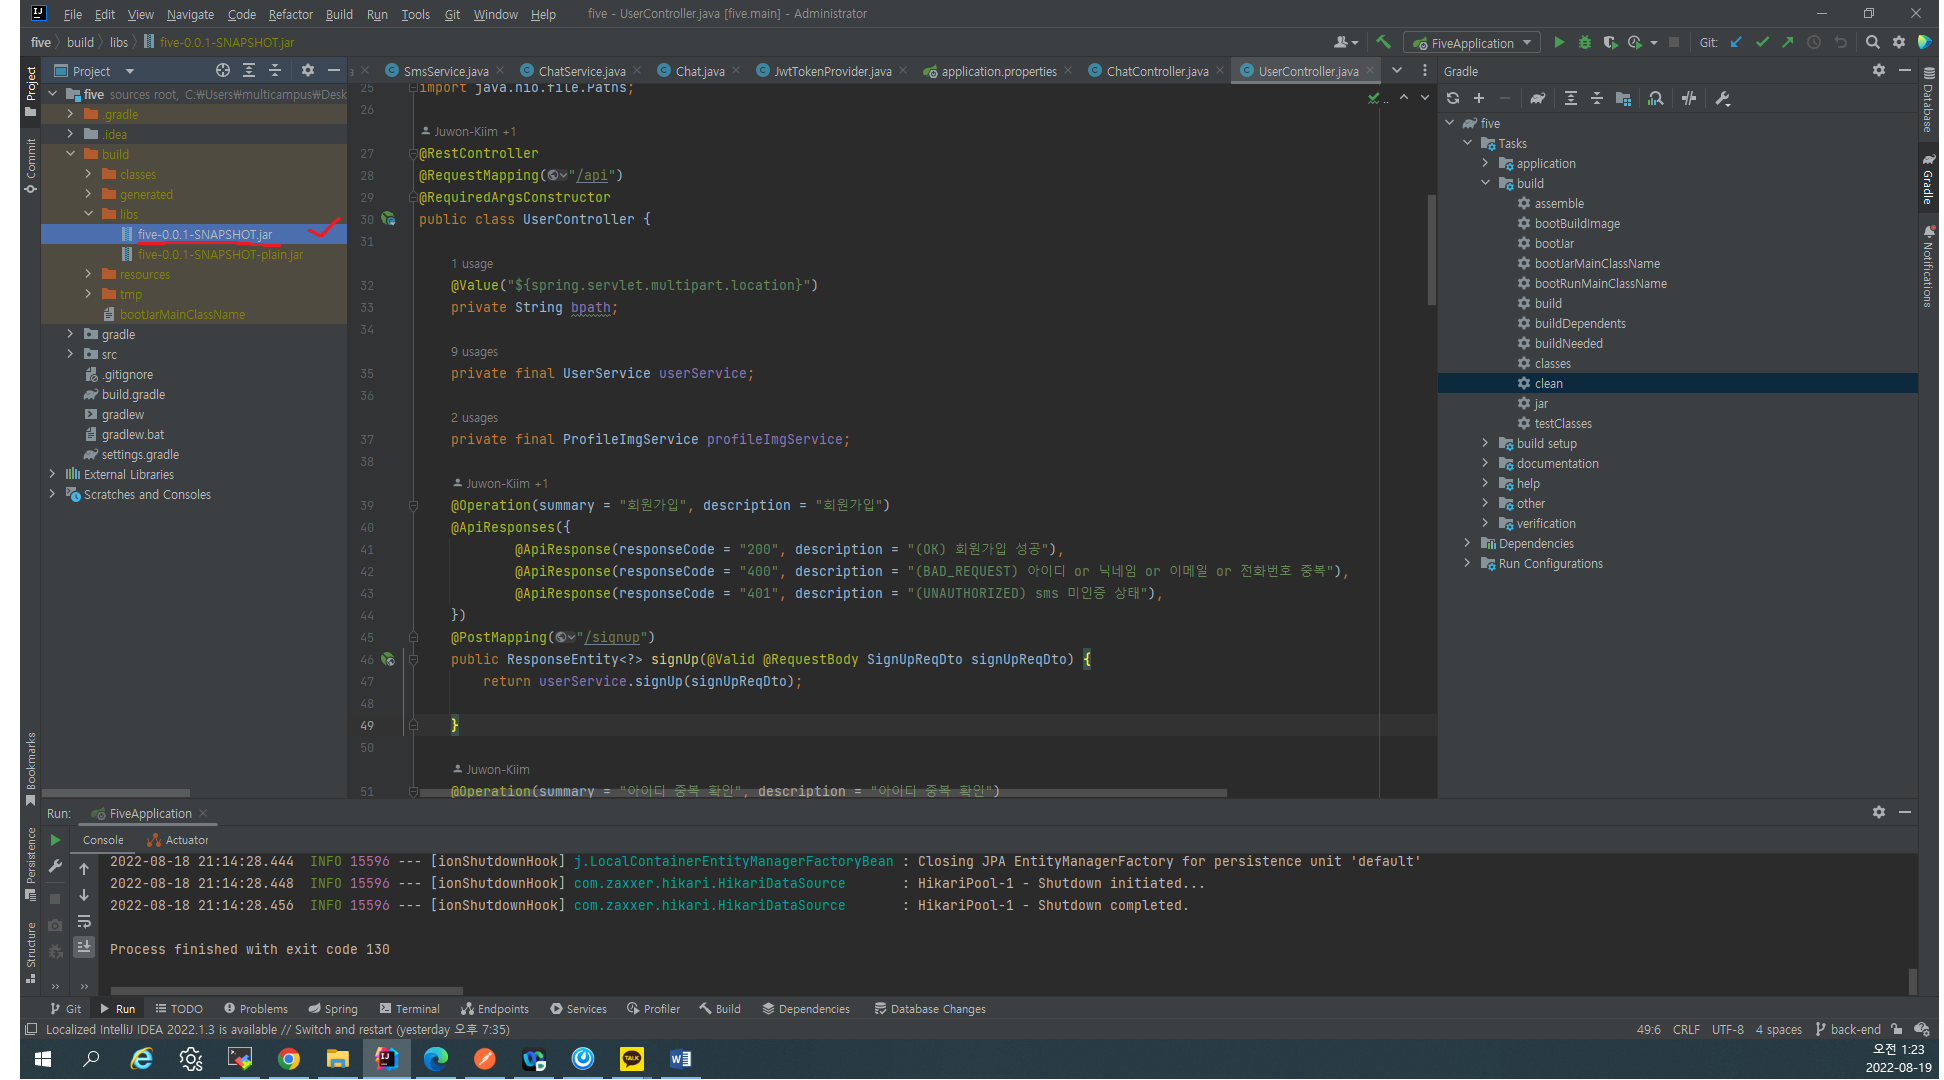 File Edit View Navigate Code Refactor Build Run Tools Git Window Help five - UserController.java [five.main] - Administrator
five build libs five-0.0.1-SNAPSHOT.jar FiveApplication Git:
Project SmsService.java ChatService.java Chat.java JwtTokenProvider.java application.properties ChatController.java UserController.java Gradle
Project
Commit
Bookmarks
Persistence
Structure
five sources root, C:₩Users₩multicampus₩Desk
.gradle
.idea
build
classes
generated
libs
five-0.0.1-SNAPSHOT.jar
five-0.0.1-SNAPSHOT-plain.jar
resources
tmp
bootJarMainClassName
gradle
src
.gitignore
build.gradle
gradlew
gradlew.bat
settings.gradle
External Libraries
Scratches and Consoles
25 import java.nio.file.Paths;
26
Juwon-Kiim +1
27 @RestController
28 @RequestMapping("/api")
29 @RequiredArgsConstructor
30 public class UserController {
31
1 usage
32 @Value("${spring.servlet.multipart.location}")
33 private String bpath;
34
9 usages
35 private final UserService userService;
36
2 usages
37 private final ProfileImgService profileImgService;
38
Juwon-Kiim +1
39 @Operation(summary = "회원가입", description = "회원가입")
40 @ApiResponses({
41 @ApiResponse(responseCode = "200", description = "(OK) 회원가입 성공"),
42 @ApiResponse(responseCode = "400", description = "(BAD_REQUEST) 아이디 or 닉네임 or 이메일 or 전화번호 중복"),
43 @ApiResponse(responseCode = "401", description = "(UNAUTHORIZED) sms 미인증 상태"),
44 })
45 @PostMapping("/signup")
46 public ResponseEntity<?> signUp(@Valid @RequestBody SignUpReqDto signUpReqDto) {
47 return userService.signUp(signUpReqDto);
48
49 }
50
Juwon-Kiim
51 @Operation(summary = "아이디 중복 확인", description = "아이디 중복 확인")
five
Tasks
application
build
assemble
bootBuildImage
bootJar
bootJarMainClassName
bootRunMainClassName
build
buildDependents
buildNeeded
classes
clean
jar
testClasses
build setup
documentation
help
other
verification
Dependencies
Run Configurations
Database
Gradle
Notifications
Run: FiveApplication
Console Actuator
2022-08-18 21:14:28.444 INFO 15596 --- [ionShutdownHook] j.LocalContainerEntityManagerFactoryBean : Closing JPA EntityManagerFactory for persistence unit 'default'
2022-08-18 21:14:28.448 INFO 15596 --- [ionShutdownHook] com.zaxxer.hikari.HikariDataSource : HikariPool-1 - Shutdown initiated...
2022-08-18 21:14:28.456 INFO 15596 --- [ionShutdownHook] com.zaxxer.hikari.HikariDataSource : HikariPool-1 - Shutdown completed.
Process finished with exit code 130
Git Run TODO Problems Spring Terminal Endpoints Services Profiler Build Dependencies Database Changes
Localized IntelliJ IDEA 2022.1.3 is available // Switch and restart (yesterday 오후 7:35) 49:6 CRLF UTF-8 4 spaces back-end
TALK
오전 1:23
2022-08-19